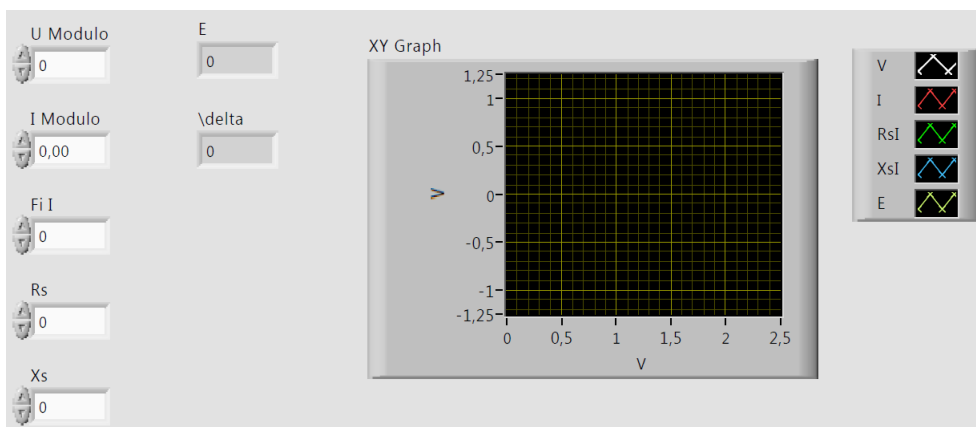 U Modulo
0
I Modulo
0,00
Fi I
0
Rs
0
Xs
0
E
0
\delta
0
XY Graph
V
1,25
1
0,5
0
-0,5
-1
-1,25
0 0,5 1 1,5 2 2,5
V
V
I
RsI
XsI
E